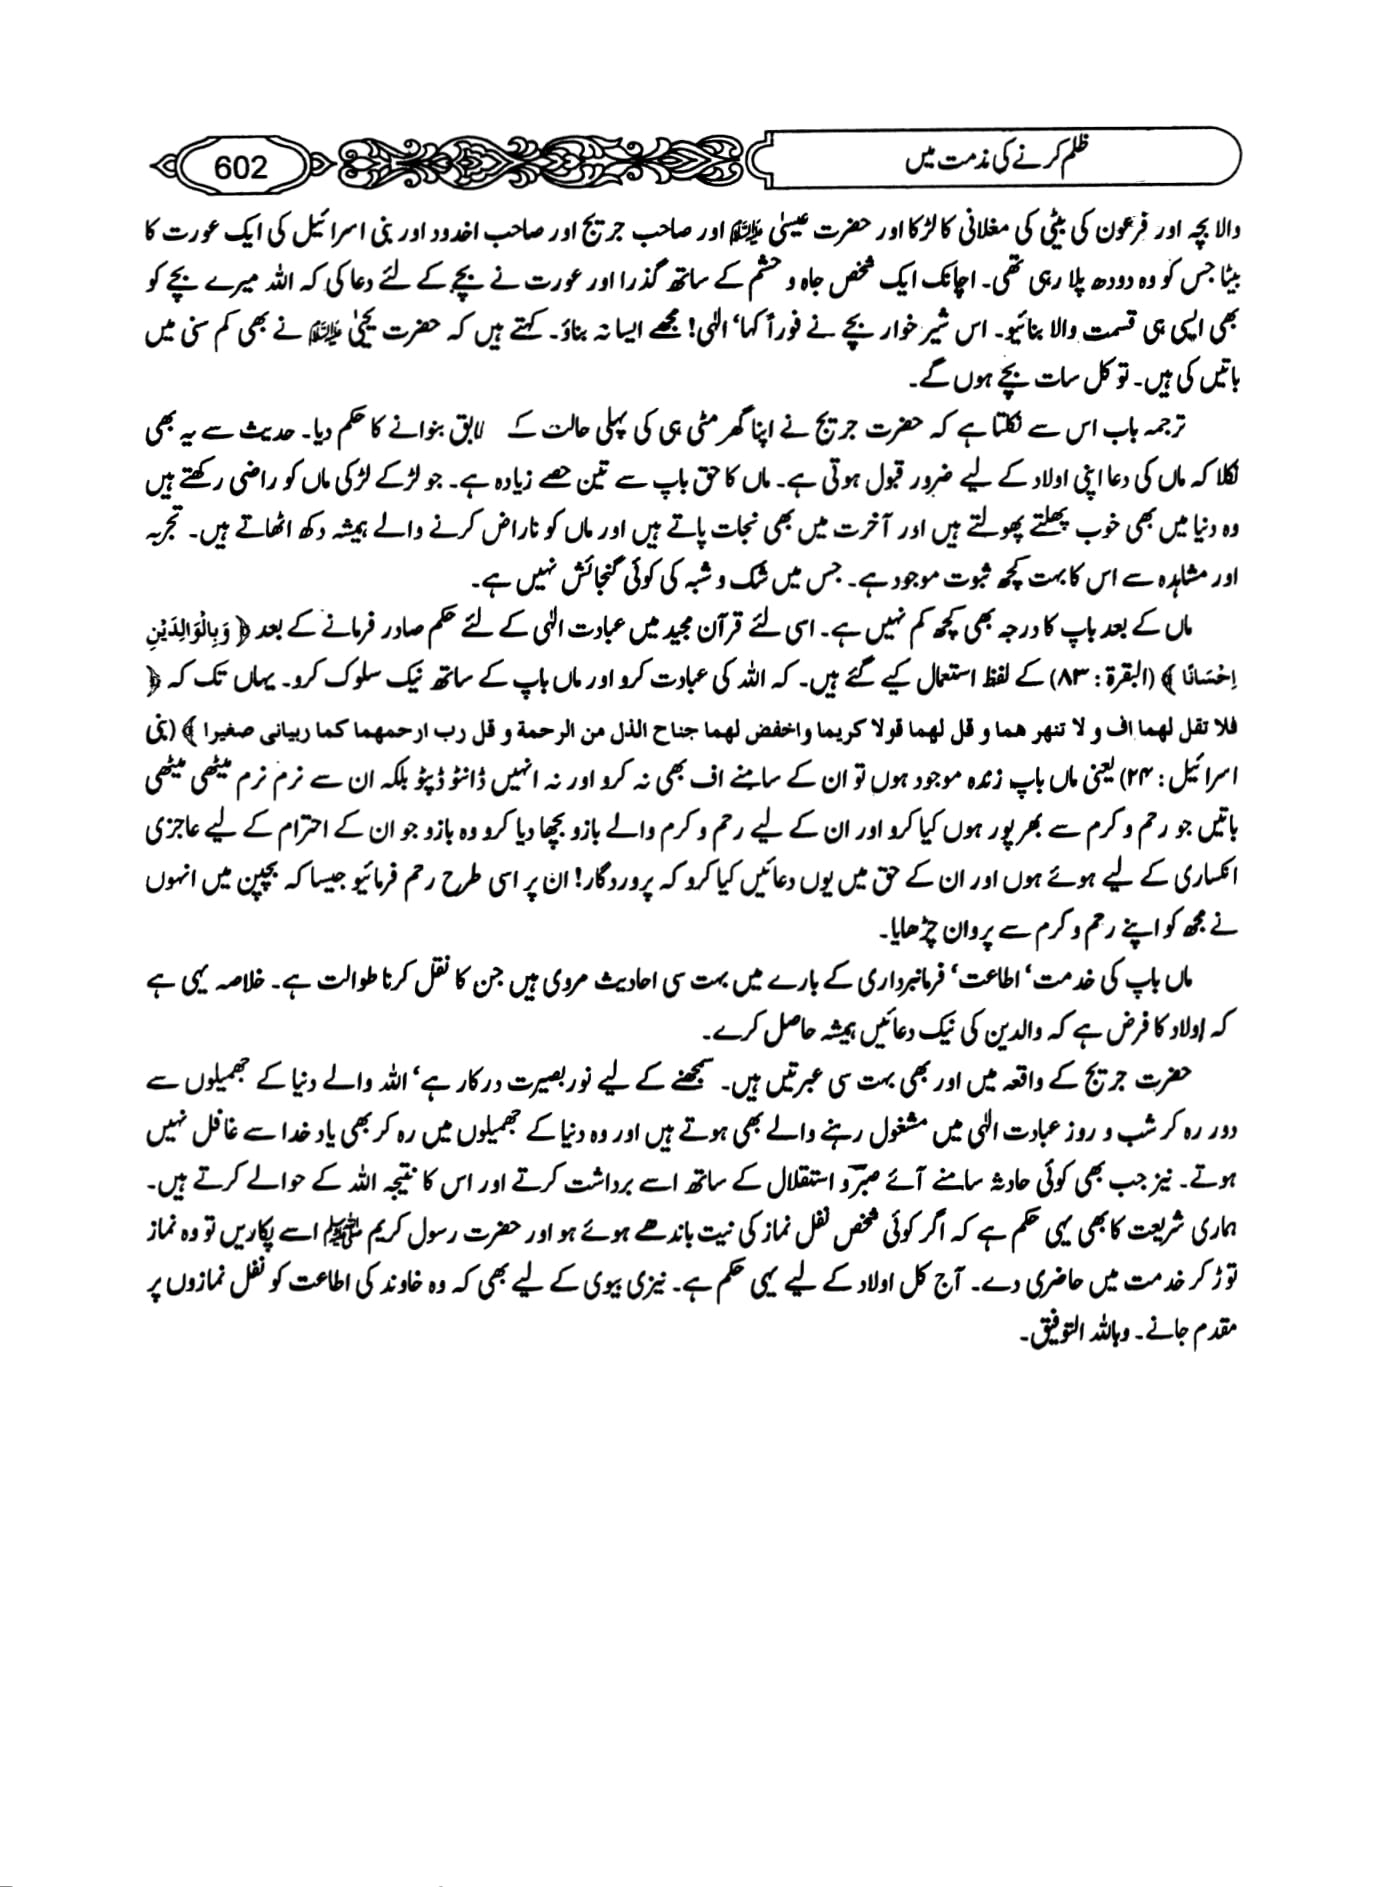 ظلم کرنے کی مذمت میں
602
والا بچہ اور فرعون کی بیٹی کی مغلانی کا لڑکا اور حضرت عیسیٰ علیہ السلام اور صاحب جریج اور صاحب اخدود اور بنی اسرائیل کی ایک عورت کا
بیٹا جس کو وہ دودھ پلا رہی تھی۔ اچانک ایک شخص جاہ و حشم کے ساتھ گذرا اور عورت نے بچے کے لئے دعا کی کہ اللہ میرے بچے کو
بھی ایسی ہی قسمت والا بنائیو۔ اس شیر خوار بچے نے فوراً کہا‘ الٰہی! مجھے ایسا نہ بناؤ۔ کہتے ہیں کہ حضرت یحییٰ علیہ السلام نے بھی کم سنی میں
باتیں کی ہیں۔ تو کل سات بچے ہوں گے۔
ترجمہ باب اس سے نکلتا ہے کہ حضرت جریج نے اپنا گھر مٹی ہی کی پہلی حالت کے لابق بنوانے کا حکم دیا۔ حدیث سے یہ بھی
نکلا کہ ماں کی دعا اپنی اولاد کے لیے ضرور قبول ہوتی ہے۔ ماں کا حق باپ سے تین حصے زیادہ ہے۔ جو لڑکے لڑکی ماں کو راضی رکھتے ہیں
وہ دنیا میں بھی خوب پھلتے پھولتے ہیں اور آخرت میں بھی نجات پاتے ہیں اور ماں کو ناراض کرنے والے ہمیشہ دکھ اٹھاتے ہیں۔ تجربہ
اور مشاہدہ سے اس کا بہت کچھ ثبوت موجود ہے۔ جس میں شک و شبہ کی کوئی گنجائش نہیں ہے۔
ماں کے بعد باپ کا درجہ بھی کچھ کم نہیں ہے۔ اسی لئے قرآن مجید میں عبادت الٰہی کے لئے حکم صادر فرمانے کے بعد ﴿ وَبِالْوَالِدَيْنِ
اِحْسَانًا ﴾ (البقرۃ : ۸۳) کے لفظ استعمال کیے گئے ہیں۔ کہ اللہ کی عبادت کرو اور ماں باپ کے ساتھ نیک سلوک کرو۔ یہاں تک کہ ﴿
فلا تقل لهما اف و لا تنهر هما و قل لهما قولا كريما واخفض لهما جناح الذل من الرحمة و قل رب ارحمهما كما ربيانى صغيرا ﴾ (بنی
اسرائیل : ۲۴) یعنی ماں باپ زندہ موجود ہوں تو ان کے سامنے اف بھی نہ کرو اور نہ انہیں ڈانٹو ڈپٹو بلکہ ان سے نرم نرم میٹھی میٹھی
باتیں جو رحم و کرم سے بھر پور ہوں کیا کرو اور ان کے لیے رحم و کرم والے بازو بچھا دیا کرو وہ بازو جو ان کے احترام کے لیے عاجزی
انکساری کے لیے ہوئے ہوں اور ان کے حق میں یوں دعائیں کیا کرو کہ پروردگار! ان پر اسی طرح رحم فرمائیو جیسا کہ بچپن میں انہوں
نے مجھ کو اپنے رحم و کرم سے پروان چڑھایا۔
ماں باپ کی خدمت‘ اطاعت‘ فرمانبرداری کے بارے میں بہت سی احادیث مروی ہیں جن کا نقل کرنا طوالت ہے۔ خلاصہ یہی ہے
کہ اولاد کا فرض ہے کہ والدین کی نیک دعائیں ہمیشہ حاصل کرے۔
حضرت جریج کے واقعہ میں اور بھی بہت سی عبرتیں ہیں۔ سمجھنے کے لیے نور بصیرت درکار ہے‘ اللہ والے دنیا کے جھمیلوں سے
دور رہ کر شب و روز عبادت الٰہی میں مشغول رہنے والے بھی ہوتے ہیں اور وہ دنیا کے جھمیلوں میں رہ کر بھی یاد خدا سے غافل نہیں
ہوتے۔ نیز جب بھی کوئی حادثہ سامنے آئے صبر و استقلال کے ساتھ اسے برداشت کرتے اور اس کا نتیجہ اللہ کے حوالے کرتے ہیں۔
ہماری شریعت کا بھی یہی حکم ہے کہ اگر کوئی شخص نفل نماز کی نیت باندھے ہوئے ہو اور حضرت رسول کریم ﷺ اسے پکاریں تو وہ نماز
توڑ کر خدمت میں حاضری دے۔ آج کل اولاد کے لیے یہی حکم ہے۔ نیزی بیوی کے لیے بھی کہ وہ خاوند کی اطاعت کو نفل نمازوں پر
مقدم جانے۔ وباللہ التوفیق۔